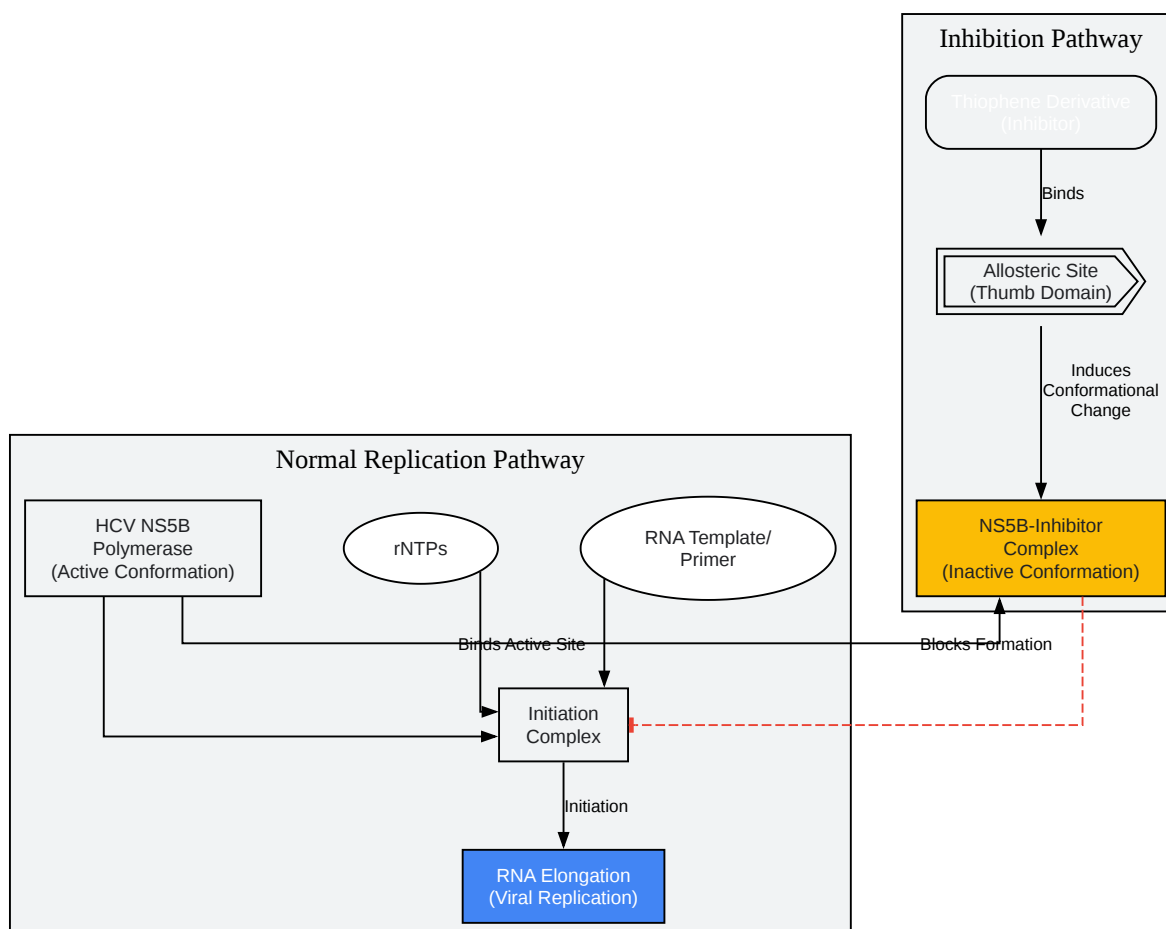 Inhibition Pathway
Thiophene Derivative
(Inhibitor)
Binds
Allosteric Site
(Thumb Domain)
Induces
Conformational
Change
Normal Replication Pathway
HCV NS5B
Polymerase
(Active Conformation)
rNTPs
RNA Template/
Primer
NS5B-Inhibitor
Complex
(Inactive Conformation)
Binds Active Site
Blocks Formation
Initiation
Complex
Initiation
RNA Elongation
(Viral Replication)